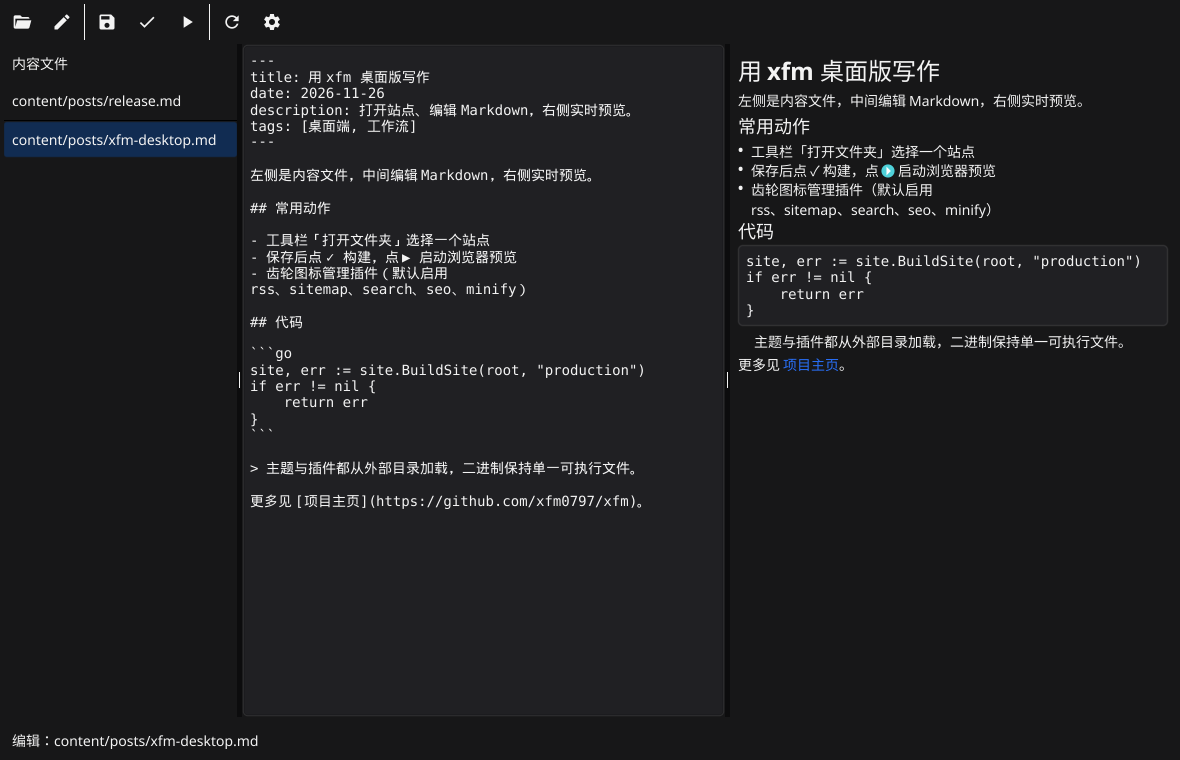 内容文件
content/posts/release.md
content/posts/xfm-desktop.md
---
title: 用 xfm 桌面版写作
date: 2026-11-26
description: 打开站点、编辑 Markdown，右侧实时预览。
tags: [桌面端, 工作流]
---
左侧是内容文件，中间编辑 Markdown，右侧实时预览。
## 常用动作
- 工具栏「打开文件夹」选择一个站点
- 保存后点 ✓ 构建，点 ▶ 启动浏览器预览
- 齿轮图标管理插件（默认启用
rss、sitemap、search、seo、minify）
## 代码
```go
site, err := site.BuildSite(root, "production")
if err != nil {
    return err
}
```
> 主题与插件都从外部目录加载，二进制保持单一可执行文件。
更多见 [项目主页](https://github.com/xfm0797/xfm)。
用 xfm 桌面版写作
左侧是内容文件，中间编辑 Markdown，右侧实时预览。
常用动作
• 工具栏「打开文件夹」选择一个站点
• 保存后点 ✓ 构建，点 ▶ 启动浏览器预览
• 齿轮图标管理插件（默认启用
rss、sitemap、search、seo、minify）
代码
site, err := site.BuildSite(root, "production")
if err != nil {
    return err
}
主题与插件都从外部目录加载，二进制保持单一可执行文件。
更多见 项目主页。
编辑：content/posts/xfm-desktop.md